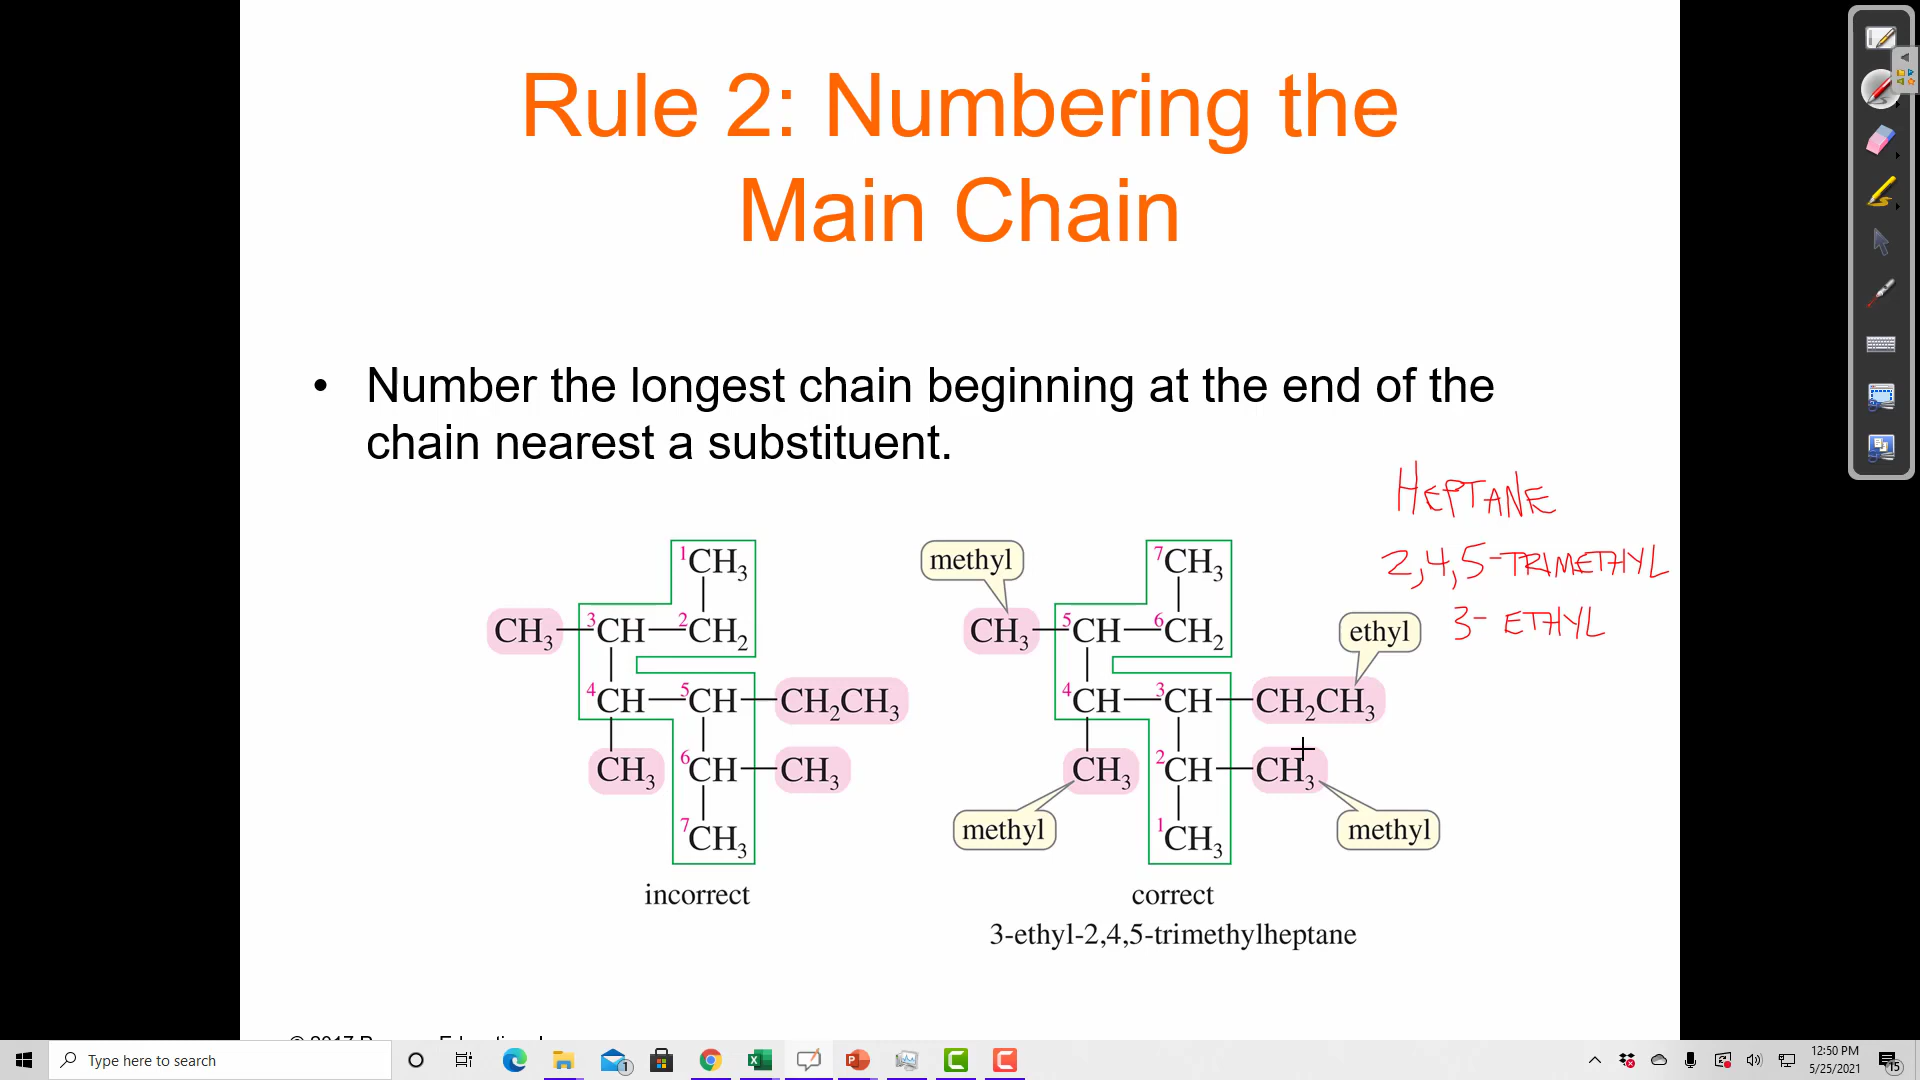 Rule 2: Numbering the
Main Chain
• Number the longest chain beginning at the end of the
chain nearest a substituent.
HEPTANE
2,4,5-TRIMETHYL
3- ETHYL
1CH3
CH3 3CH 2CH2
4CH 5CH CH2CH3
CH3 6CH CH3
7CH3
incorrect
methyl
7CH3
CH3 5CH 6CH2
ethyl
4CH 3CH CH2CH3
CH3 2CH CH3
methyl 1CH3 methyl
correct
3-ethyl-2,4,5-trimethylheptane
Type here to search
1
12:50 PM
5/25/2021
15